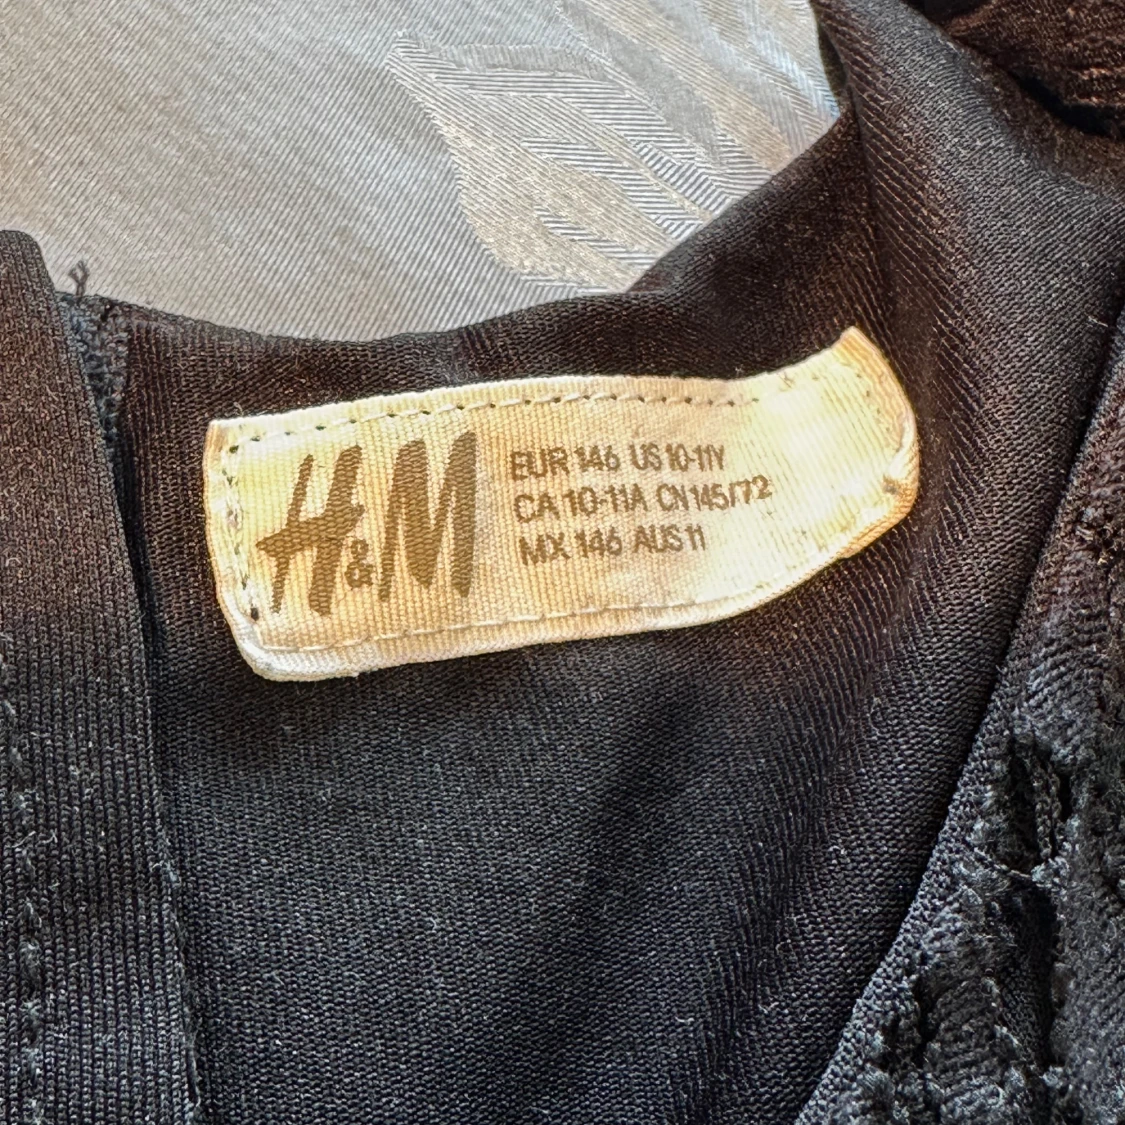 H&M
EUR 146 US 10-11Y
CA 10-11A CN 145/72
MX 146 AUS 11